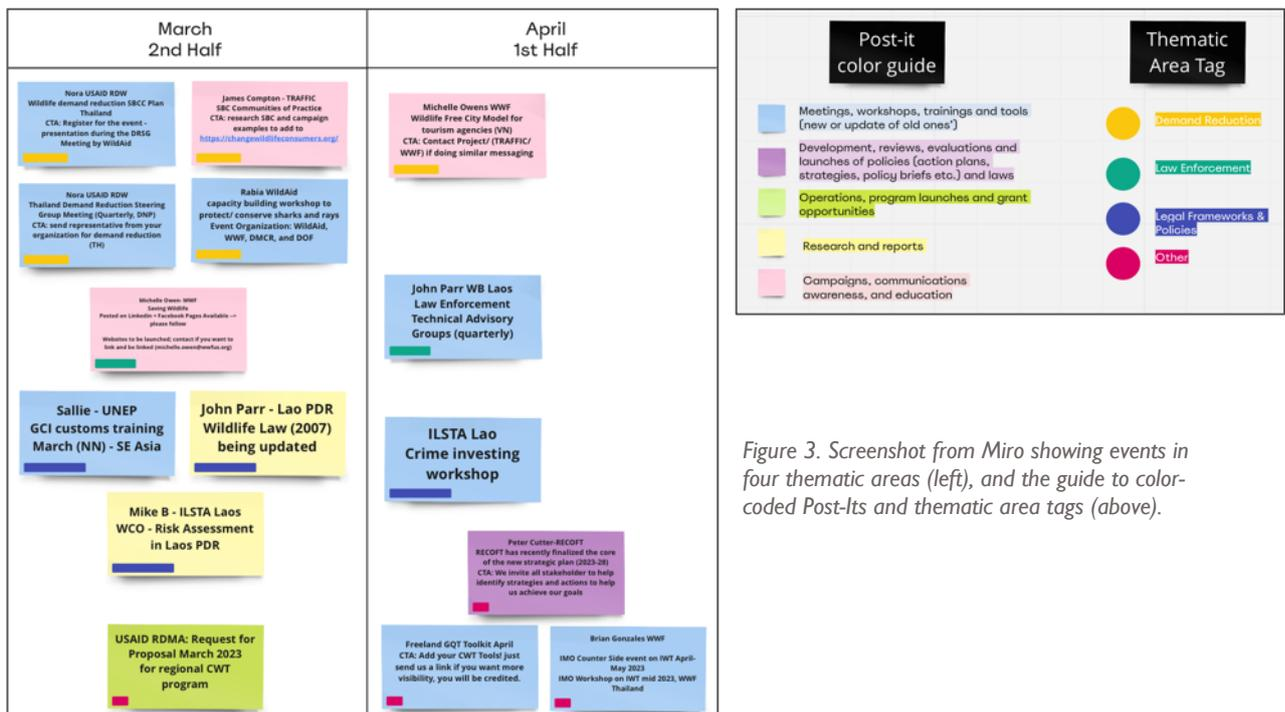 March
2nd Half
April
1st Half
Nora USAID RDW
Wildlife demand reduction SBCC Plan
Thailand
CTA: Register for the event -
presentation during the DRSG
Meeting by WildAid
James Compton - TRAFFIC
SBC Communities of Practice
CTA: research SBC and campaign
examples to add to
https://changewildlifeconsumers.org/
Nora USAID RDW
Thailand Demand Reduction Steering
Group Meeting (Quarterly, DNP)
CTA: send representative from your
organization for demand reduction
(TH)
Rabia WildAid
capacity building workshop to
protect/ conserve sharks and rays
Event Organization: WildAid,
WWF, DMCR, and DOF
Michelle Owen- WWF
Saving Wildlife
Posted on Linkedin + Facebook Pages Available -->
please follow
Websites to be launched; contact if you want to
link and be linked (michelle.owen@wwfus.org)
Sallie - UNEP
GCI customs training
March (NN) - SE Asia
John Parr - Lao PDR
Wildlife Law (2007)
being updated
Mike B - ILSTA Laos
WCO - Risk Assessment
in Laos PDR
USAID RDMA: Request for
Proposal March 2023
for regional CWT
program
Michelle Owens WWF
Wildlife Free City Model for
tourism agencies (VN)
CTA: Contact Project/ (TRAFFIC/
WWF) if doing similar messaging
John Parr WB Laos
Law Enforcement
Technical Advisory
Groups (quarterly)
ILSTA Lao
Crime investing
workshop
Peter Cutter-RECOFT
RECOFT has recently finalized the core
of the new strategic plan (2023-28)
CTA: We invite all stakeholder to help
identify strategies and actions to help
us achieve our goals
Freeland GQT Toolkit April
CTA: Add your CWT Tools! just
send us a link if you want more
visibility, you will be credited.
Brian Gonzales WWF
IMO Counter Side event on IWT April-
May 2023
IMO Workshop on IWT mid 2023, WWF
Thailand
Post-it
color guide
Meetings, workshops, trainings and tools
(new or update of old ones')
Development, reviews, evaluations and
launches of policies (action plans,
strategies, policy briefs etc.) and laws
Operations, program launches and grant
opportunities
Research and reports
Campaigns, communications
awareness, and education
Thematic
Area Tag
Demand Reduction
Law Enforcement
Legal Frameworks &
Policies
Other
Figure 3. Screenshot from Miro showing events in
four thematic areas (left), and the guide to color-
coded Post-Its and thematic area tags (above).